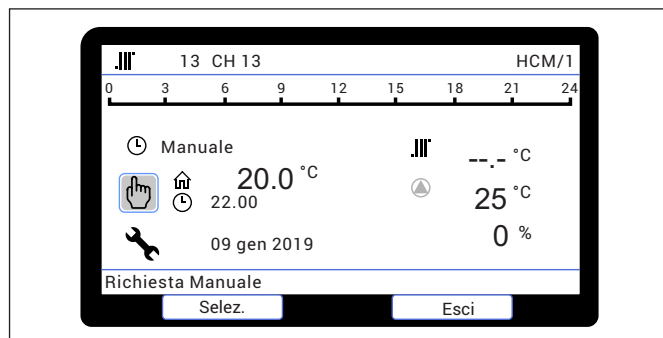 13 CH 13 HCM/1
0 3 6 9 12 15 18 21 24
Manuale --.- °C
20.0 °C
22.00 25 °C
09 gen 2019 0 %
Richiesta Manuale
Selez. Esci